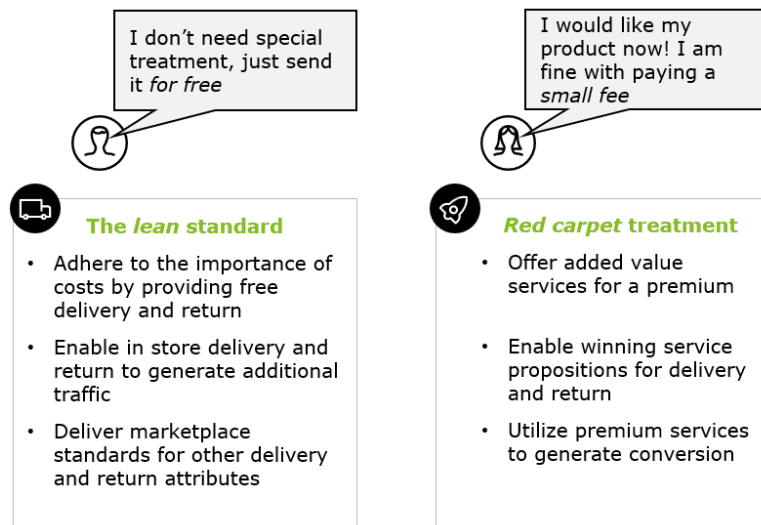 I don’t need special
treatment, just send
it for free
I would like my
product now! I am
fine with paying a
small fee
The lean standard
• Adhere to the importance of
costs by providing free
delivery and return
• Enable in store delivery and
return to generate additional
traffic
• Deliver marketplace
standards for other delivery
and return attributes
Red carpet treatment
• Offer added value
services for a premium
• Enable winning service
propositions for delivery
and return
• Utilize premium services
to generate conversion